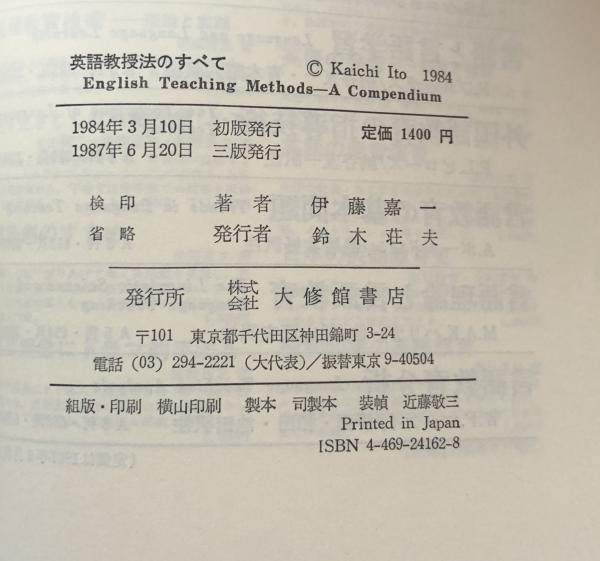 英語教授法のすべて
© Kaichi Ito 1984
English Teaching Methods—A Compendium
1984年3月10日 初版発行 定価 1400 円
1987年6月20日 三版発行
検印 著者 伊藤嘉一
省略 発行者 鈴木荘夫
発行所 株式会社 大修館書店
〒101 東京都千代田区神田錦町 3-24
電話 (03) 294-2221 (大代表)／振替東京 9-40504
組版・印刷 横山印刷 製本 司製本 装幀 近藤敬三
Printed in Japan
ISBN 4-469-24162-8